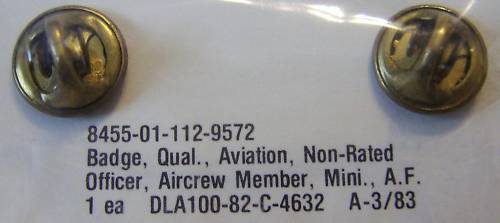 8455-01-112-9572
Badge, Qual., Aviation, Non-Rated
Officer, Aircrew Member, Mini., A.F.
1 ea DLA100-82-C-4632 A-3/83